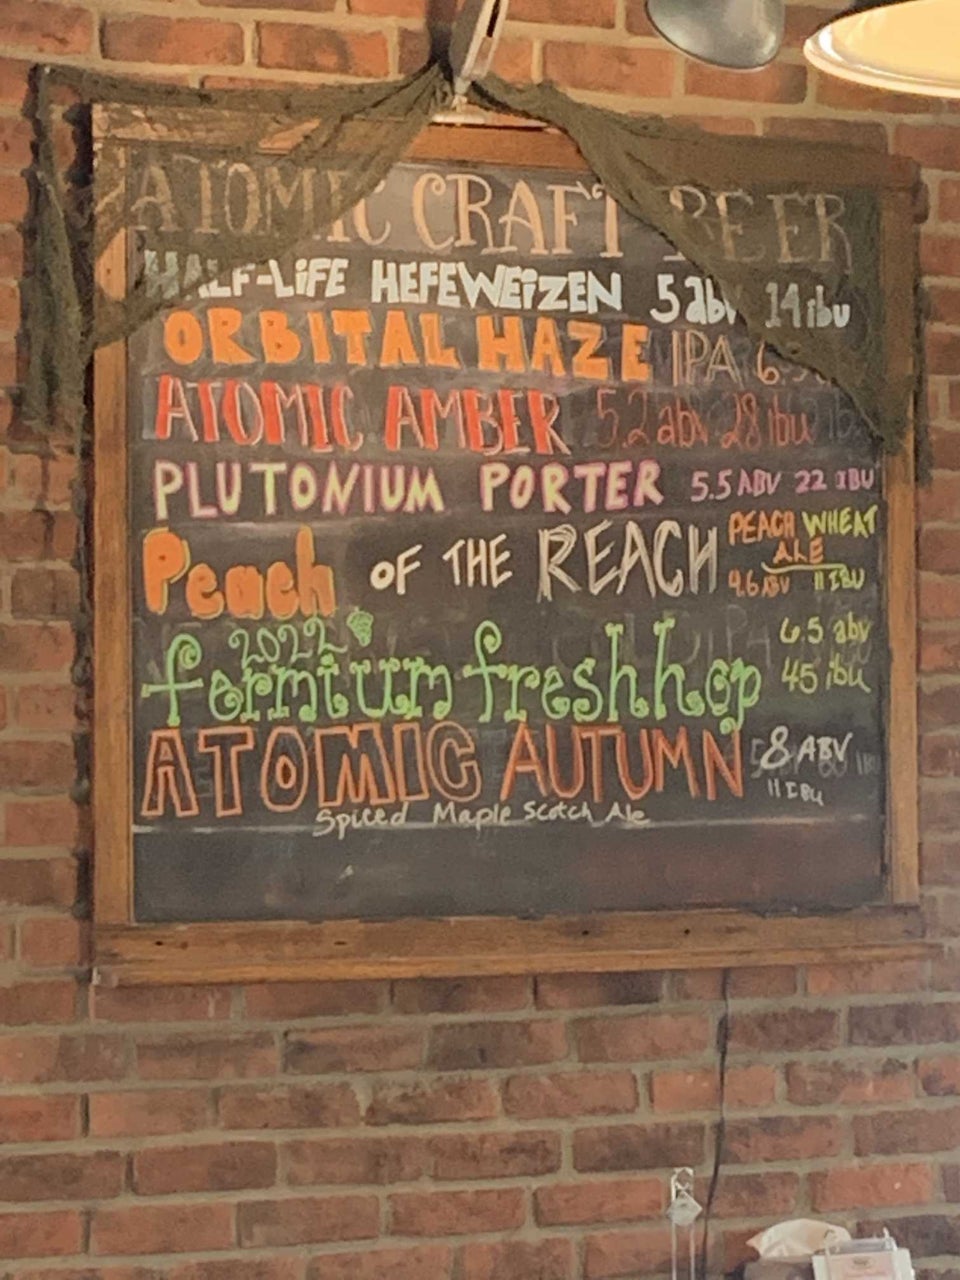 ATOMIC CRAFT BEER
HALF-LiFE HEFEWEiZEN 5 abv 14 ibu
ORBITAL HAZE IPA
ATOMIC AMBER 5.2 abv 28 ibu
PLUTONIUM PORTER 5.5 ABV 22 IBU
Peach OF THE REACH PEACH WHEAT
ALE
4.6 ABV 11 IBU
2022 6.5 abv
fermium fresh hop 45 ibu
ATOMIC AUTUMN 8 ABV
11 IBU
Spiced Maple Scotch Ale